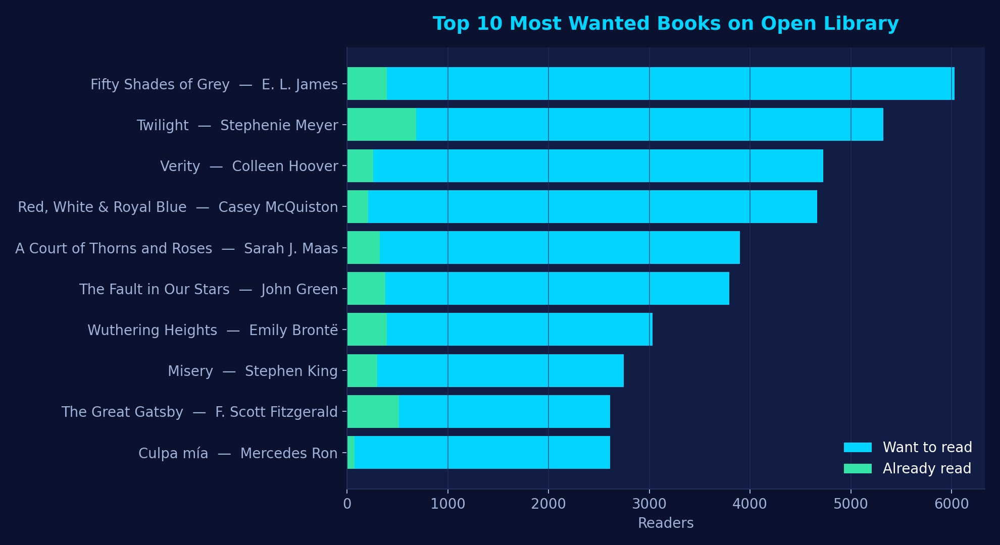 Top 10 Most Wanted Books on Open Library
Fifty Shades of Grey — E. L. James
Twilight — Stephenie Meyer
Verity — Colleen Hoover
Red, White & Royal Blue — Casey McQuiston
A Court of Thorns and Roses — Sarah J. Maas
The Fault in Our Stars — John Green
Wuthering Heights — Emily Brontë
Misery — Stephen King
The Great Gatsby — F. Scott Fitzgerald
Culpa mía — Mercedes Ron
Want to read
Already read
0 1000 2000 3000 4000 5000 6000
Readers